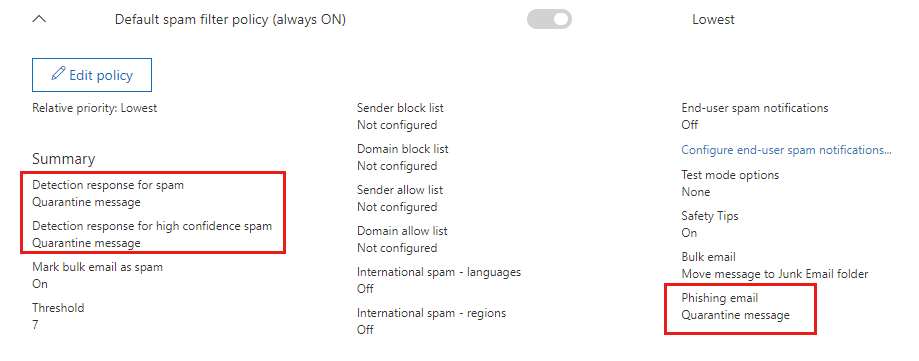 Default spam filter policy (always ON)
Lowest
Edit policy
Relative priority: Lowest
Summary
Detection response for spam
Quarantine message
Detection response for high confidence spam
Quarantine message
Mark bulk email as spam
On
Threshold
7
Sender block list
Not configured
Domain block list
Not configured
Sender allow list
Not configured
Domain allow list
Not configured
International spam - languages
Off
International spam - regions
Off
End-user spam notifications
Off
Configure end-user spam notifications...
Test mode options
None
Safety Tips
On
Bulk email
Move message to Junk Email folder
Phishing email
Quarantine message